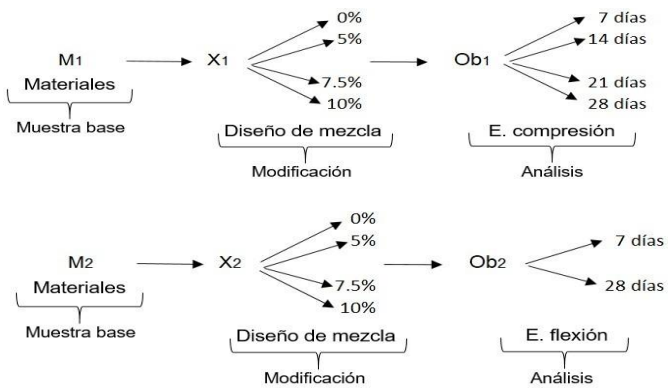 M1
Materiales
Muestra base
X1
0%
5%
7.5%
10%
Diseño de mezcla
Modificación
Ob1
7 días
14 días
21 días
28 días
E. compresión
Análisis
M2
Materiales
Muestra base
X2
0%
5%
7.5%
10%
Diseño de mezcla
Modificación
Ob2
7 días
28 días
E. flexión
Análisis